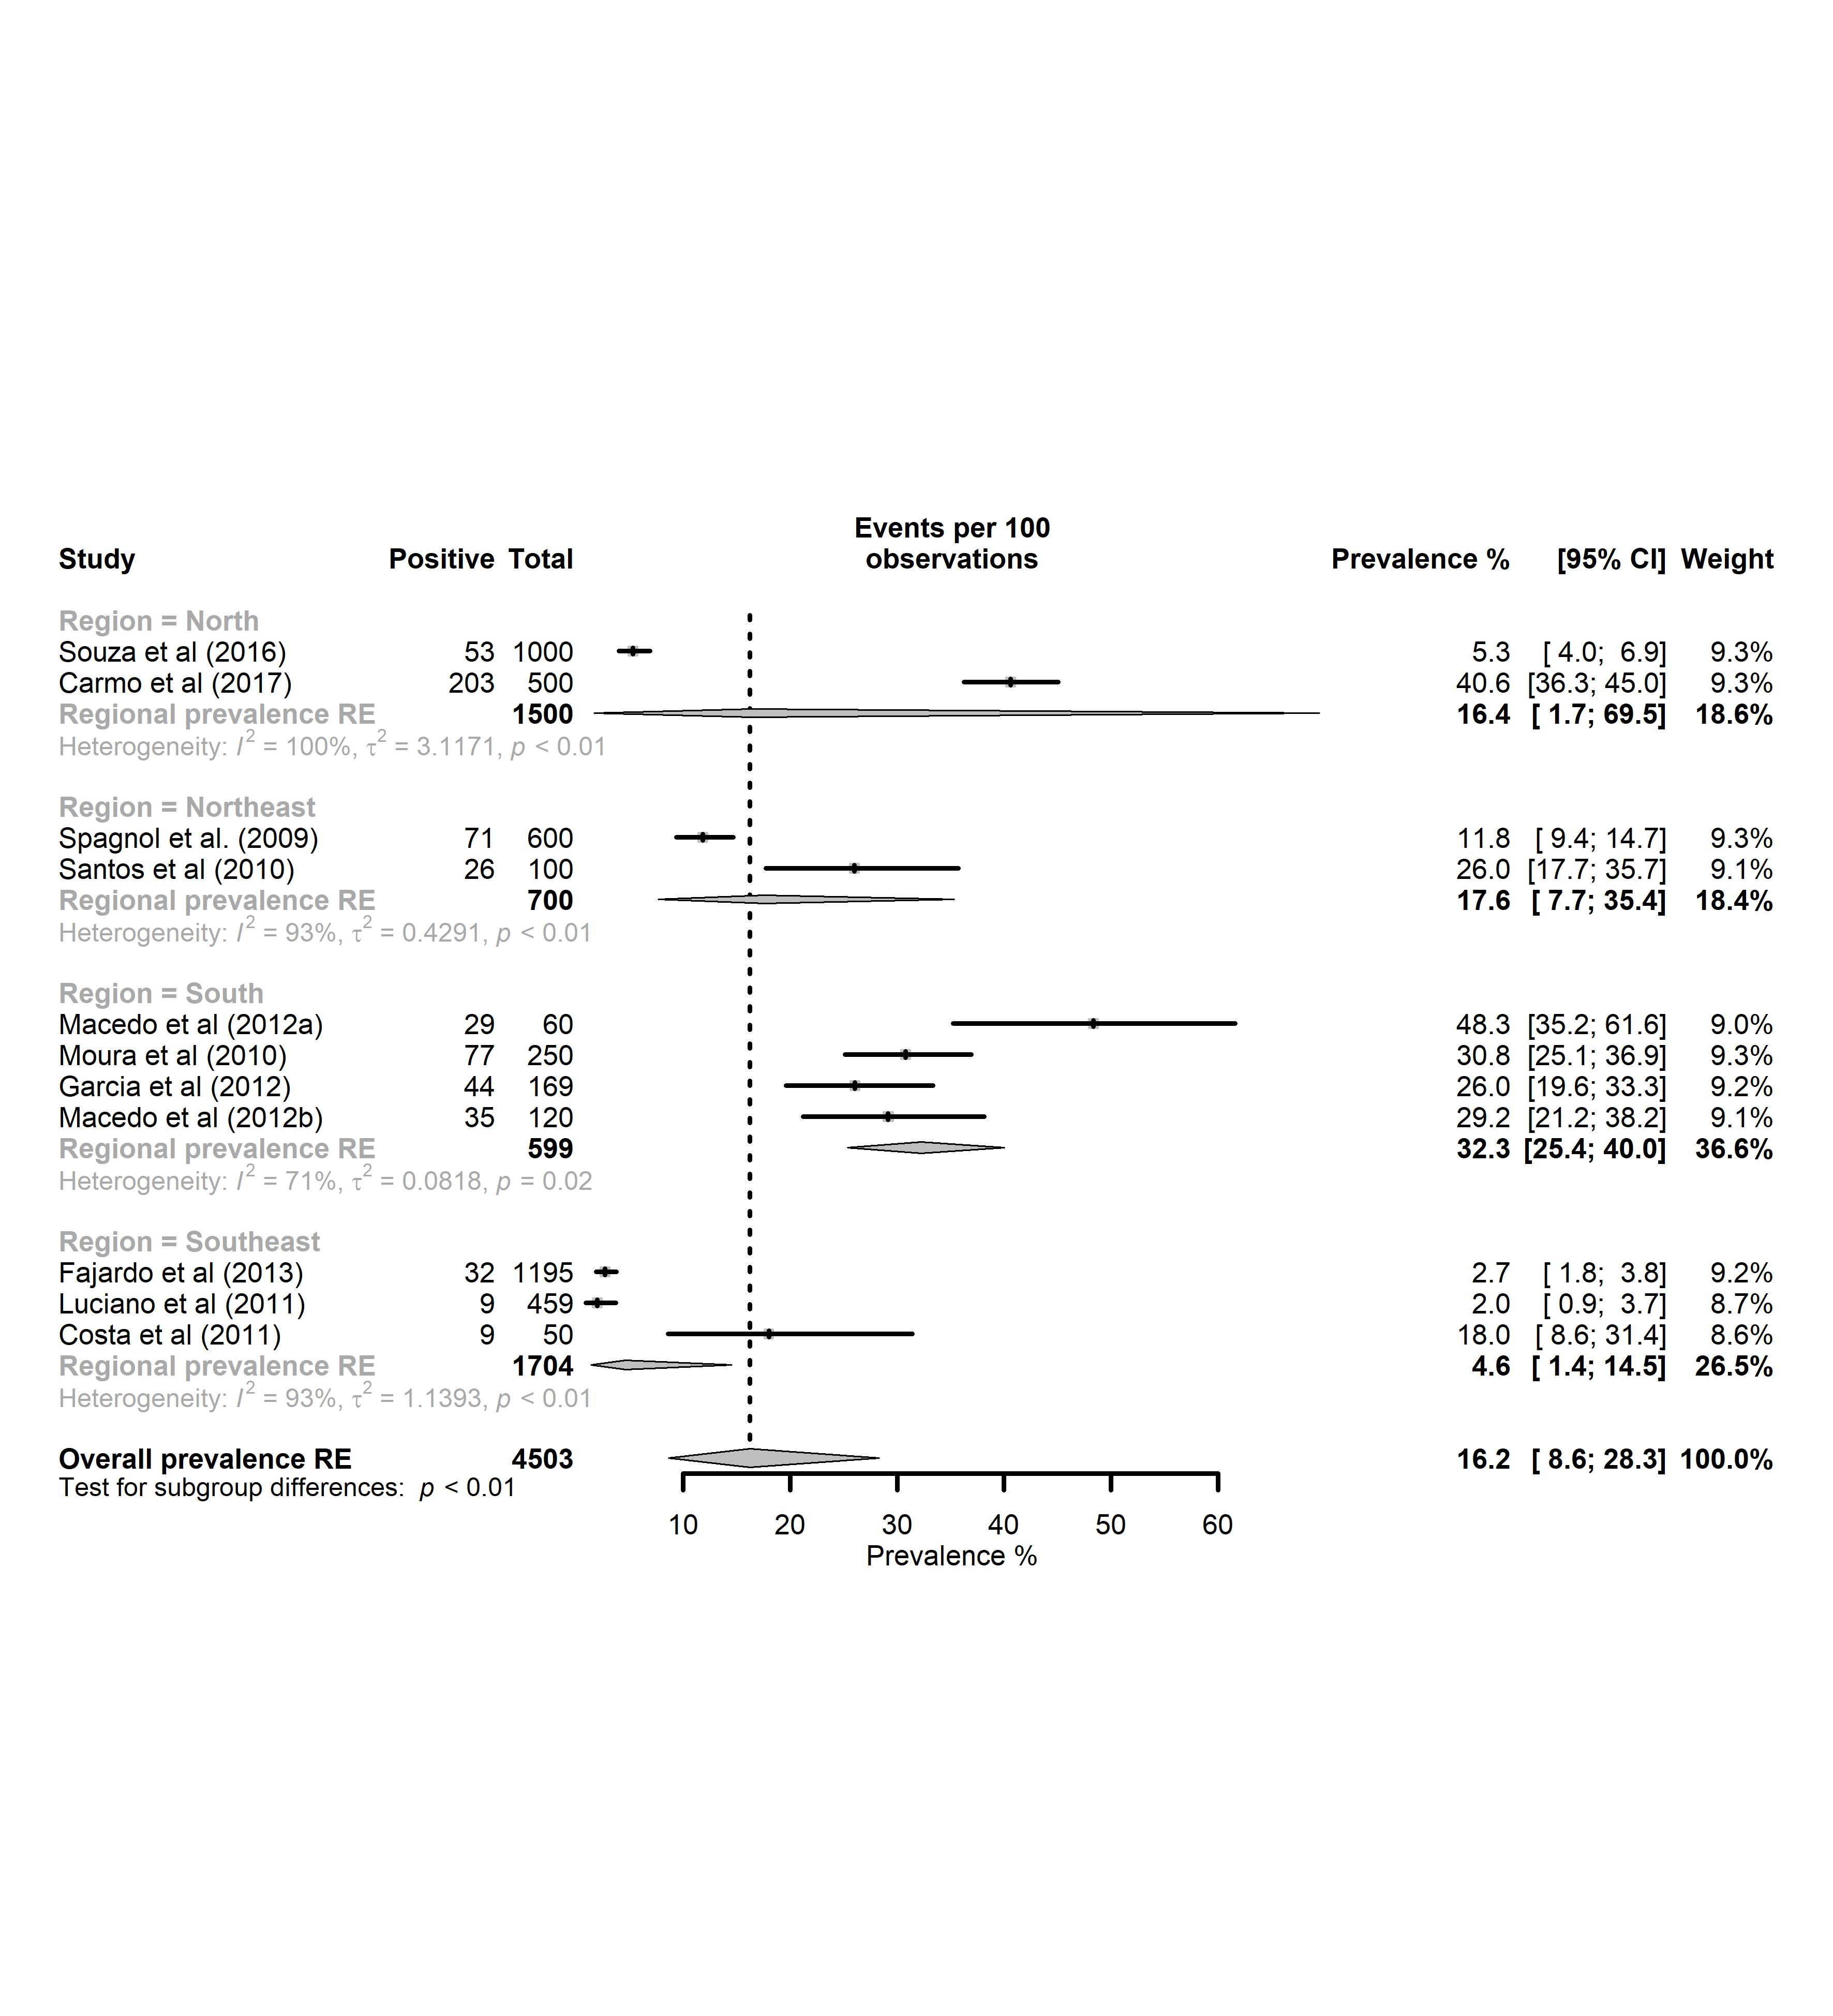 Events per 100
Study Positive Total observations Prevalence % [95% CI] Weight
Region = North
Souza et al (2016) 53 1000 5.3 [ 4.0; 6.9] 9.3%
Carmo et al (2017) 203 500 40.6 [36.3; 45.0] 9.3%
Regional prevalence RE 1500 16.4 [ 1.7; 69.5] 18.6%
Heterogeneity: I² = 100%, τ² = 3.1171, p < 0.01
Region = Northeast
Spagnol et al. (2009) 71 600 11.8 [ 9.4; 14.7] 9.3%
Santos et al (2010) 26 100 26.0 [17.7; 35.7] 9.1%
Regional prevalence RE 700 17.6 [ 7.7; 35.4] 18.4%
Heterogeneity: I² = 93%, τ² = 0.4291, p < 0.01
Region = South
Macedo et al (2012a) 29 60 48.3 [35.2; 61.6] 9.0%
Moura et al (2010) 77 250 30.8 [25.1; 36.9] 9.3%
Garcia et al (2012) 44 169 26.0 [19.6; 33.3] 9.2%
Macedo et al (2012b) 35 120 29.2 [21.2; 38.2] 9.1%
Regional prevalence RE 599 32.3 [25.4; 40.0] 36.6%
Heterogeneity: I² = 71%, τ² = 0.0818, p = 0.02
Region = Southeast
Fajardo et al (2013) 32 1195 2.7 [ 1.8; 3.8] 9.2%
Luciano et al (2011) 9 459 2.0 [ 0.9; 3.7] 8.7%
Costa et al (2011) 9 50 18.0 [ 8.6; 31.4] 8.6%
Regional prevalence RE 1704 4.6 [ 1.4; 14.5] 26.5%
Heterogeneity: I² = 93%, τ² = 1.1393, p < 0.01
Overall prevalence RE 4503 16.2 [ 8.6; 28.3] 100.0%
Test for subgroup differences: p < 0.01
10 20 30 40 50 60
Prevalence %